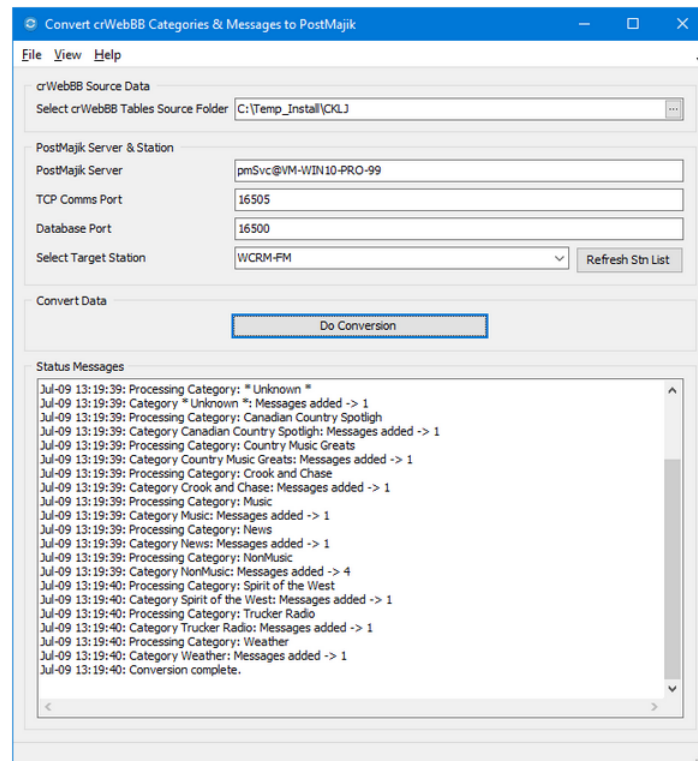 Convert crWebBB Categories & Messages to PostMajik
File View Help
crWebBB Source Data
Select crWebBB Tables Source Folder C:\Temp_Install\CKLJ ...
PostMajik Server & Station
PostMajik Server pmSvc@VM-WIN10-PRO-99
TCP Comms Port 16505
Database Port 16500
Select Target Station WCRM-FM Refresh Stn List
Convert Data
Do Conversion
Status Messages
Jul-09 13:19:39: Processing Category: * Unknown *
Jul-09 13:19:39: Category * Unknown *: Messages added -> 1
Jul-09 13:19:39: Processing Category: Canadian Country Spotligh
Jul-09 13:19:39: Category Canadian Country Spotligh: Messages added -> 1
Jul-09 13:19:39: Processing Category: Country Music Greats
Jul-09 13:19:39: Category Country Music Greats: Messages added -> 1
Jul-09 13:19:39: Processing Category: Crook and Chase
Jul-09 13:19:39: Category Crook and Chase: Messages added -> 1
Jul-09 13:19:39: Processing Category: Music
Jul-09 13:19:39: Category Music: Messages added -> 1
Jul-09 13:19:39: Processing Category: News
Jul-09 13:19:39: Category News: Messages added -> 1
Jul-09 13:19:39: Processing Category: NonMusic
Jul-09 13:19:39: Category NonMusic: Messages added -> 4
Jul-09 13:19:40: Processing Category: Spirit of the West
Jul-09 13:19:40: Category Spirit of the West: Messages added -> 1
Jul-09 13:19:40: Processing Category: Trucker Radio
Jul-09 13:19:40: Category Trucker Radio: Messages added -> 1
Jul-09 13:19:40: Processing Category: Weather
Jul-09 13:19:40: Category Weather: Messages added -> 1
Jul-09 13:19:40: Conversion complete.